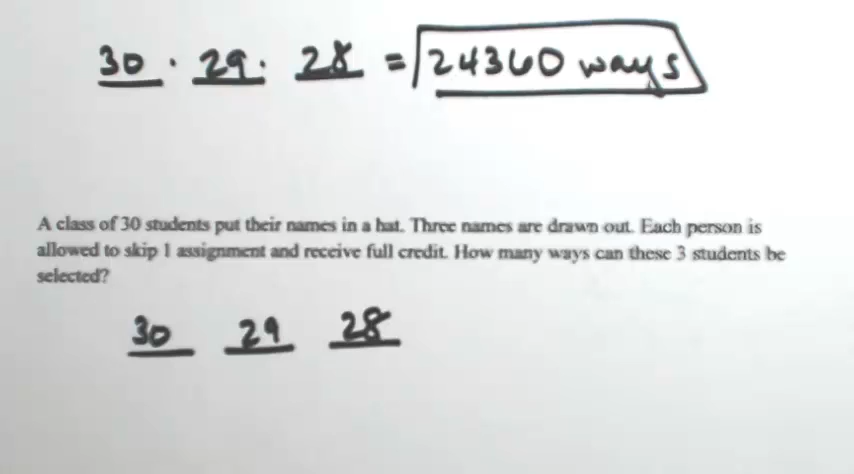 30 · 29 · 28 = 24360 ways
A class of 30 students put their names in a hat. Three names are drawn out. Each person is
allowed to skip 1 assignment and receive full credit. How many ways can these 3 students be
selected?
30 29 28